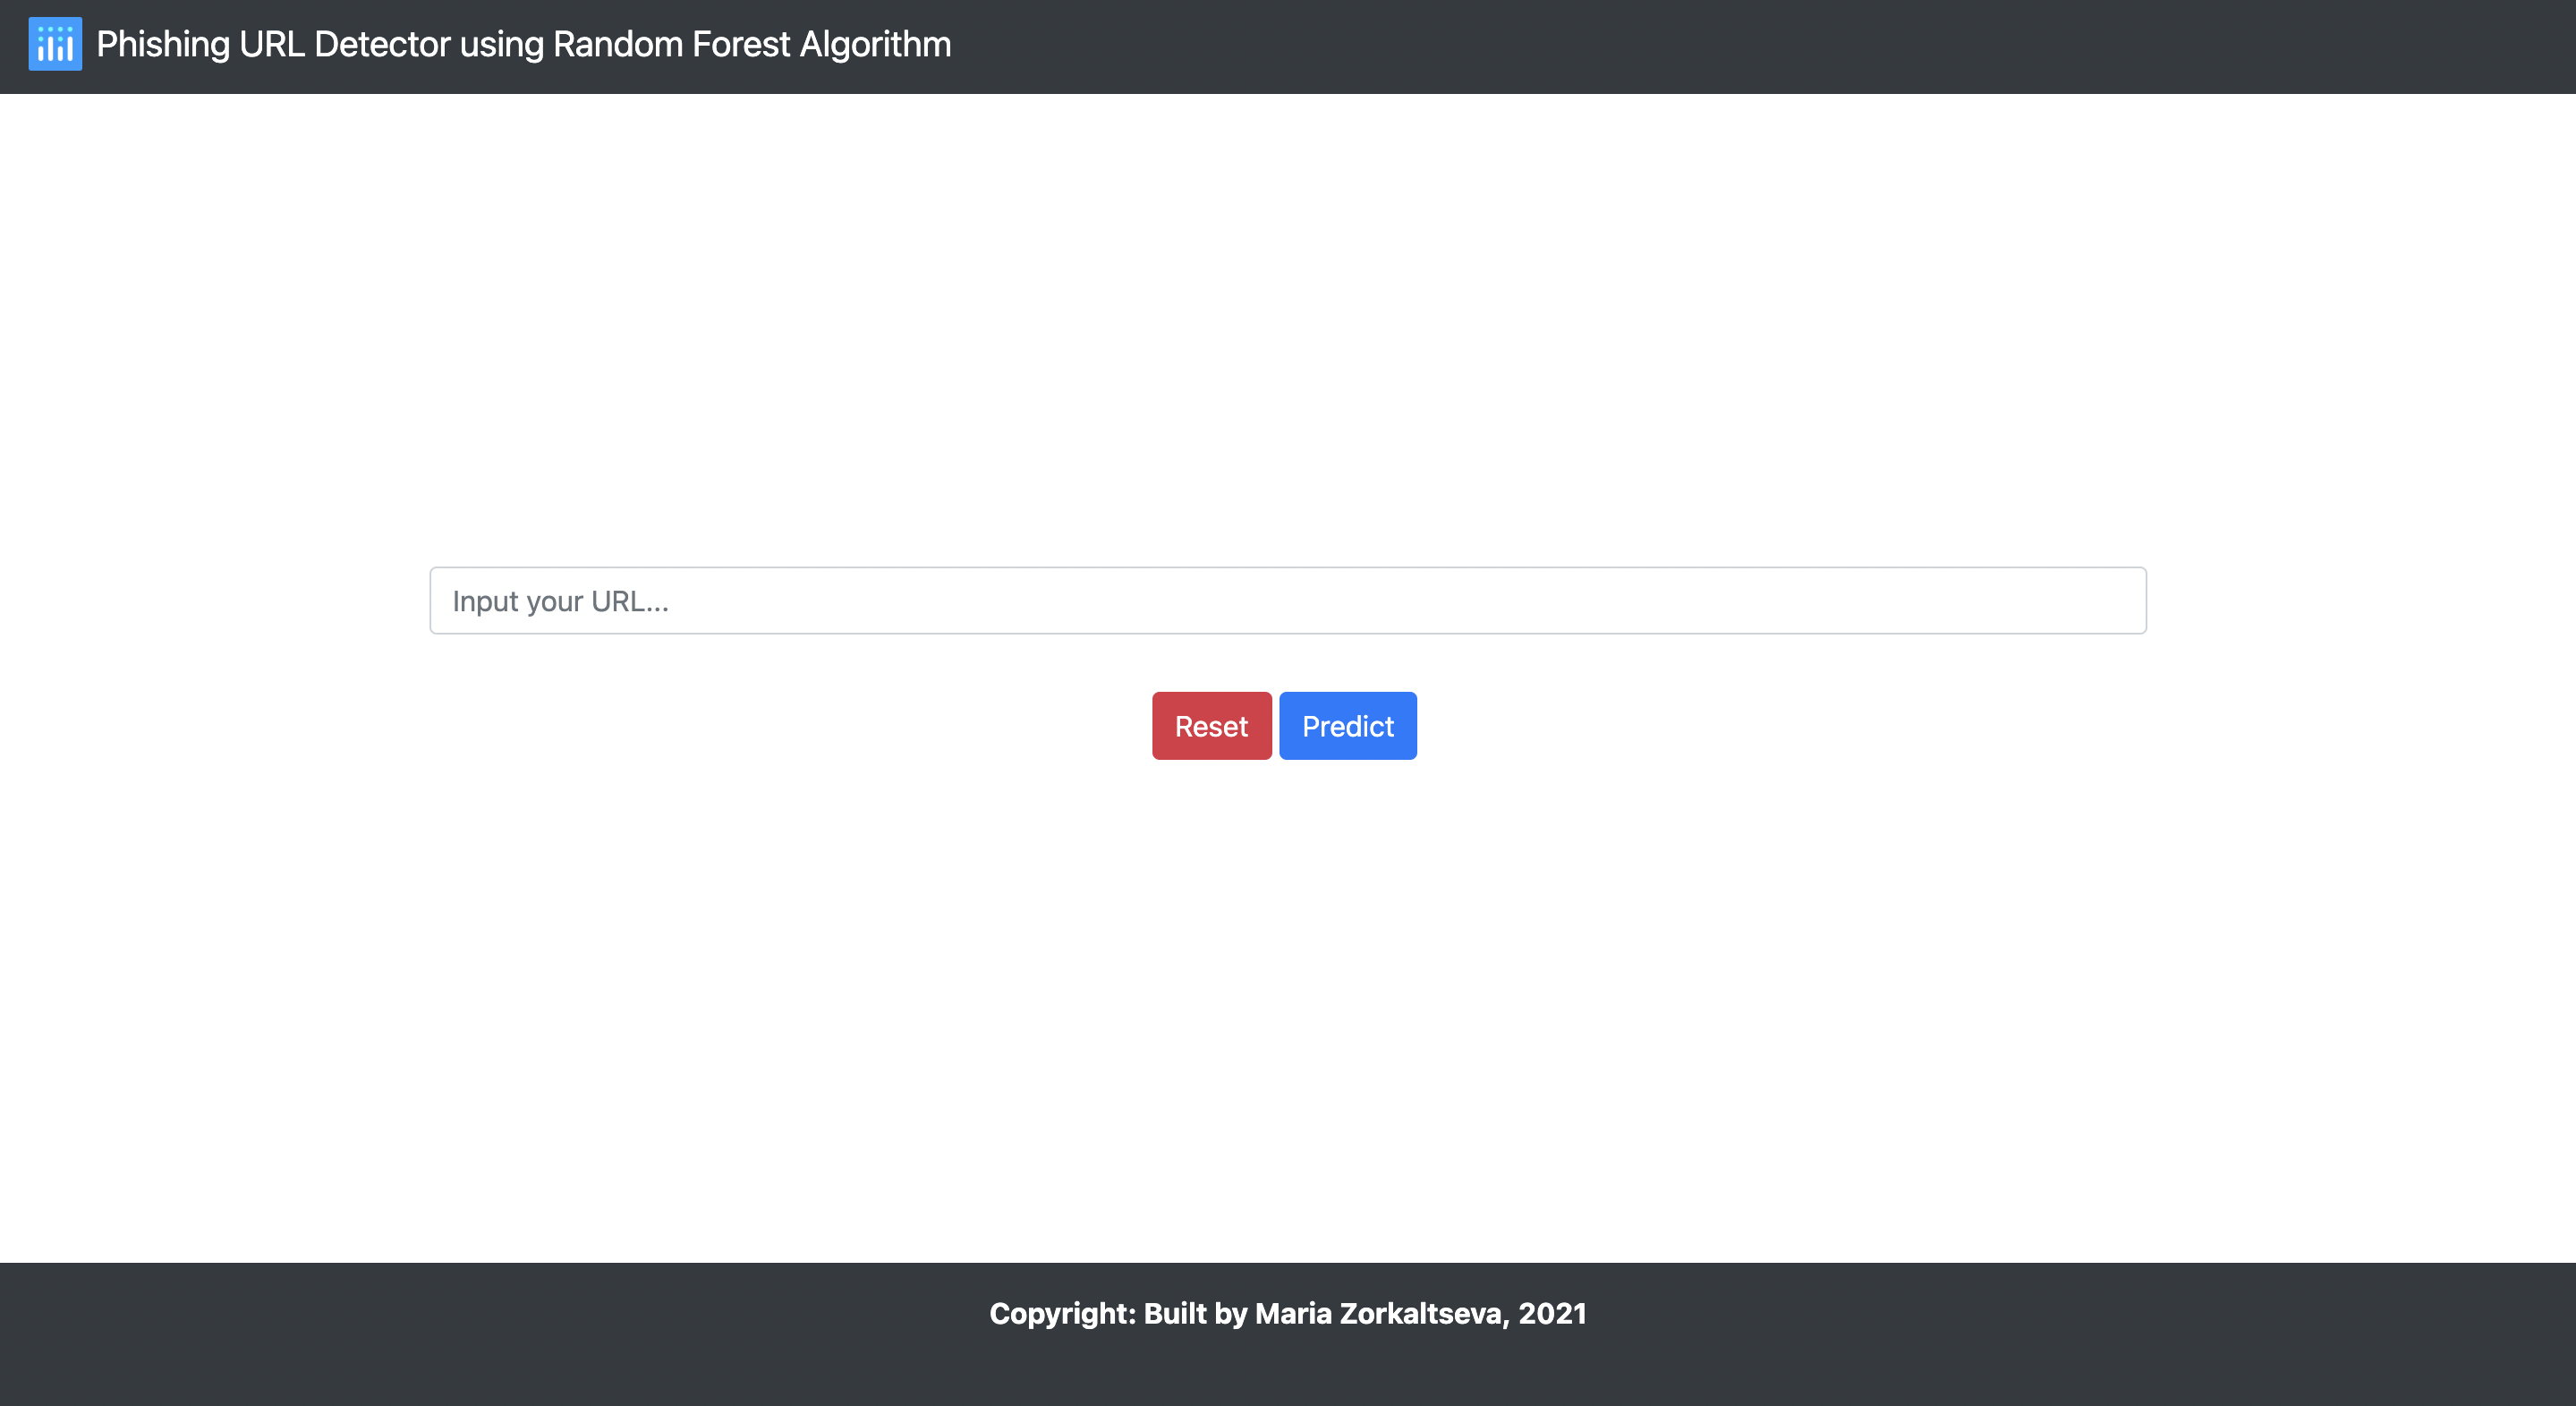 Phishing URL Detector using Random Forest Algorithm
Input your URL...
Reset Predict
Copyright: Built by Maria Zorkaltseva, 2021